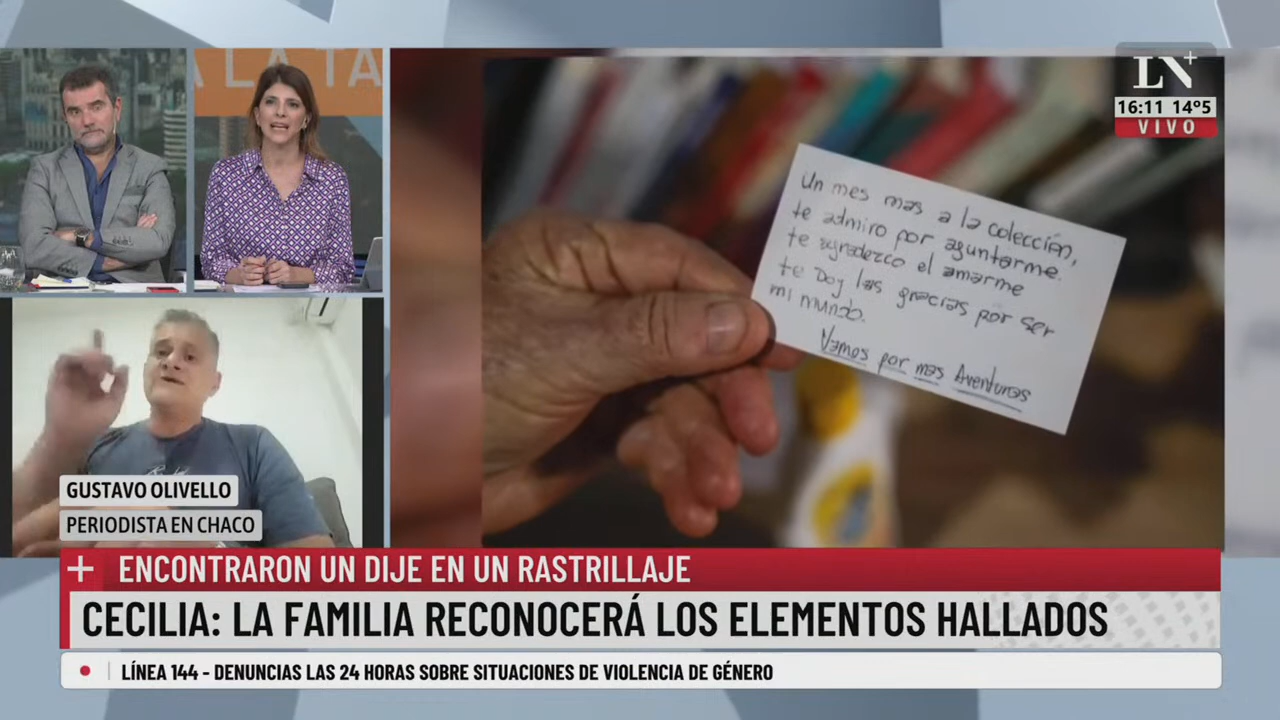 A LA TA
LN+
16:11 14º5
VIVO
Un mes mas a la colección,
te admiro por aguntarme.
te agradezco el amarme
te Doy las gracias por ser
mi mundo.
Vamos por mas Aventuras
GUSTAVO OLIVELLO
PERIODISTA EN CHACO
+ ENCONTRARON UN DIJE EN UN RASTRILLAJE
CECILIA: LA FAMILIA RECONOCERÁ LOS ELEMENTOS HALLADOS
LÍNEA 144 - DENUNCIAS LAS 24 HORAS SOBRE SITUACIONES DE VIOLENCIA DE GÉNERO